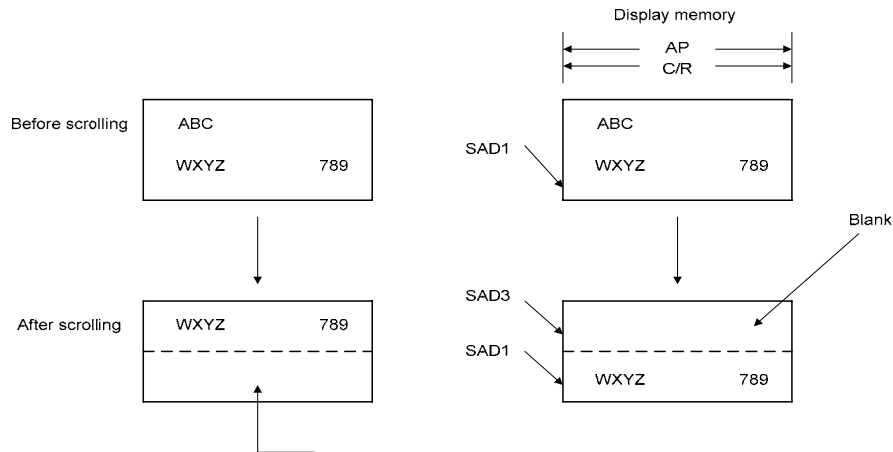 Display memory
AP
C/R
Before scrolling
ABC
WXYZ 789
SAD1
ABC
WXYZ 789
Blank
After scrolling
WXYZ 789
SAD3
SAD1
WXYZ 789